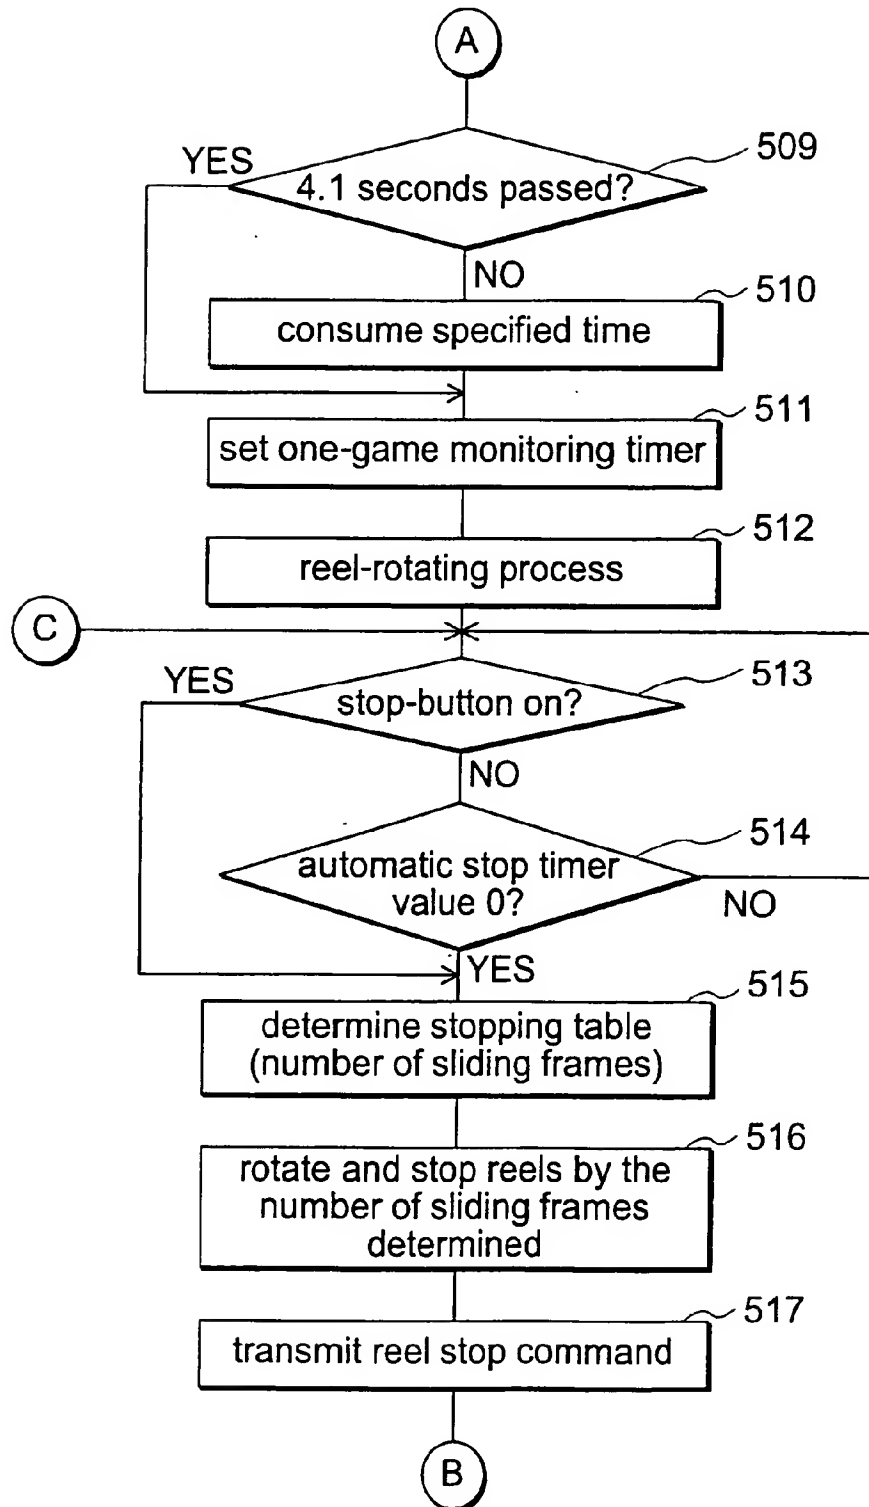 A
509
YES
4.1 seconds passed?
NO
510
consume specified time
511
set one-game monitoring timer
512
reel-rotating process
C
513
YES
stop-button on?
NO
514
automatic stop timer
value 0?
NO
YES
515
determine stopping table
(number of sliding frames)
516
rotate and stop reels by the
number of sliding frames
determined
517
transmit reel stop command
B